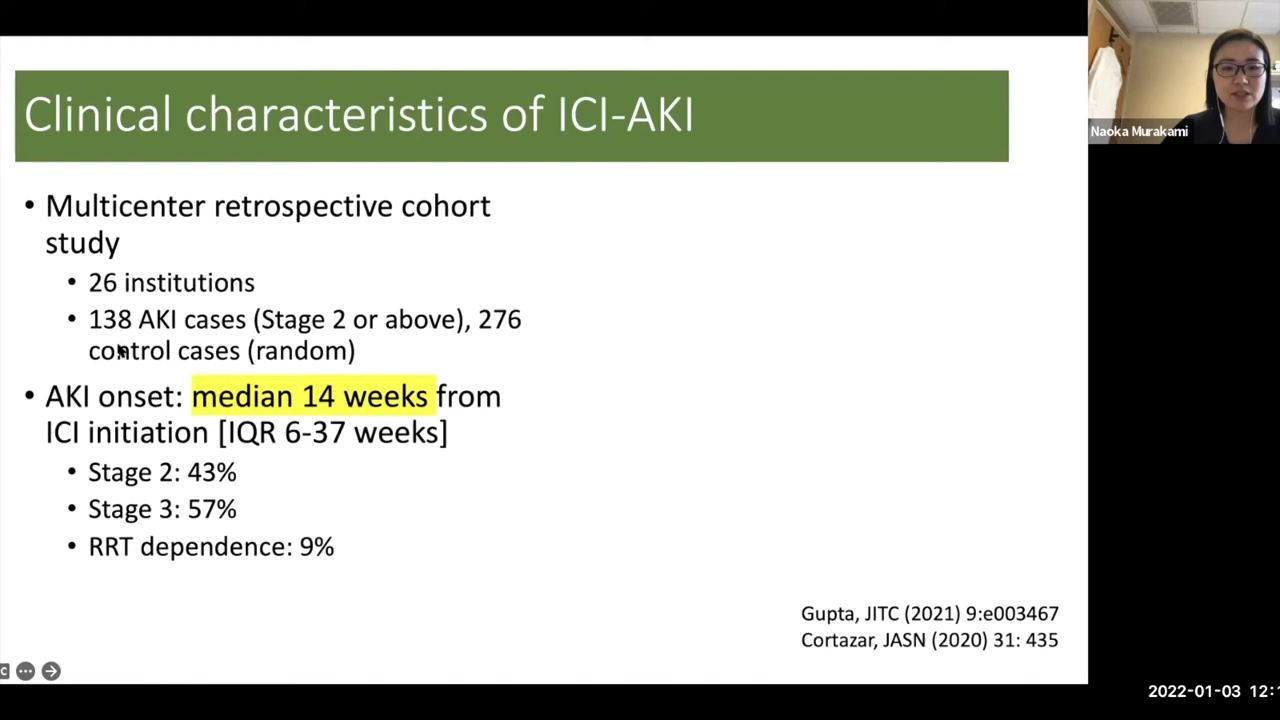 Clinical characteristics of ICI-AKI
• Multicenter retrospective cohort
study
• 26 institutions
• 138 AKI cases (Stage 2 or above), 276
control cases (random)
• AKI onset: median 14 weeks from
ICI initiation [IQR 6-37 weeks]
• Stage 2: 43%
• Stage 3: 57%
• RRT dependence: 9%
Gupta, JITC (2021) 9:e003467
Cortazar, JASN (2020) 31: 435
Naoka Murakami
2022-01-03